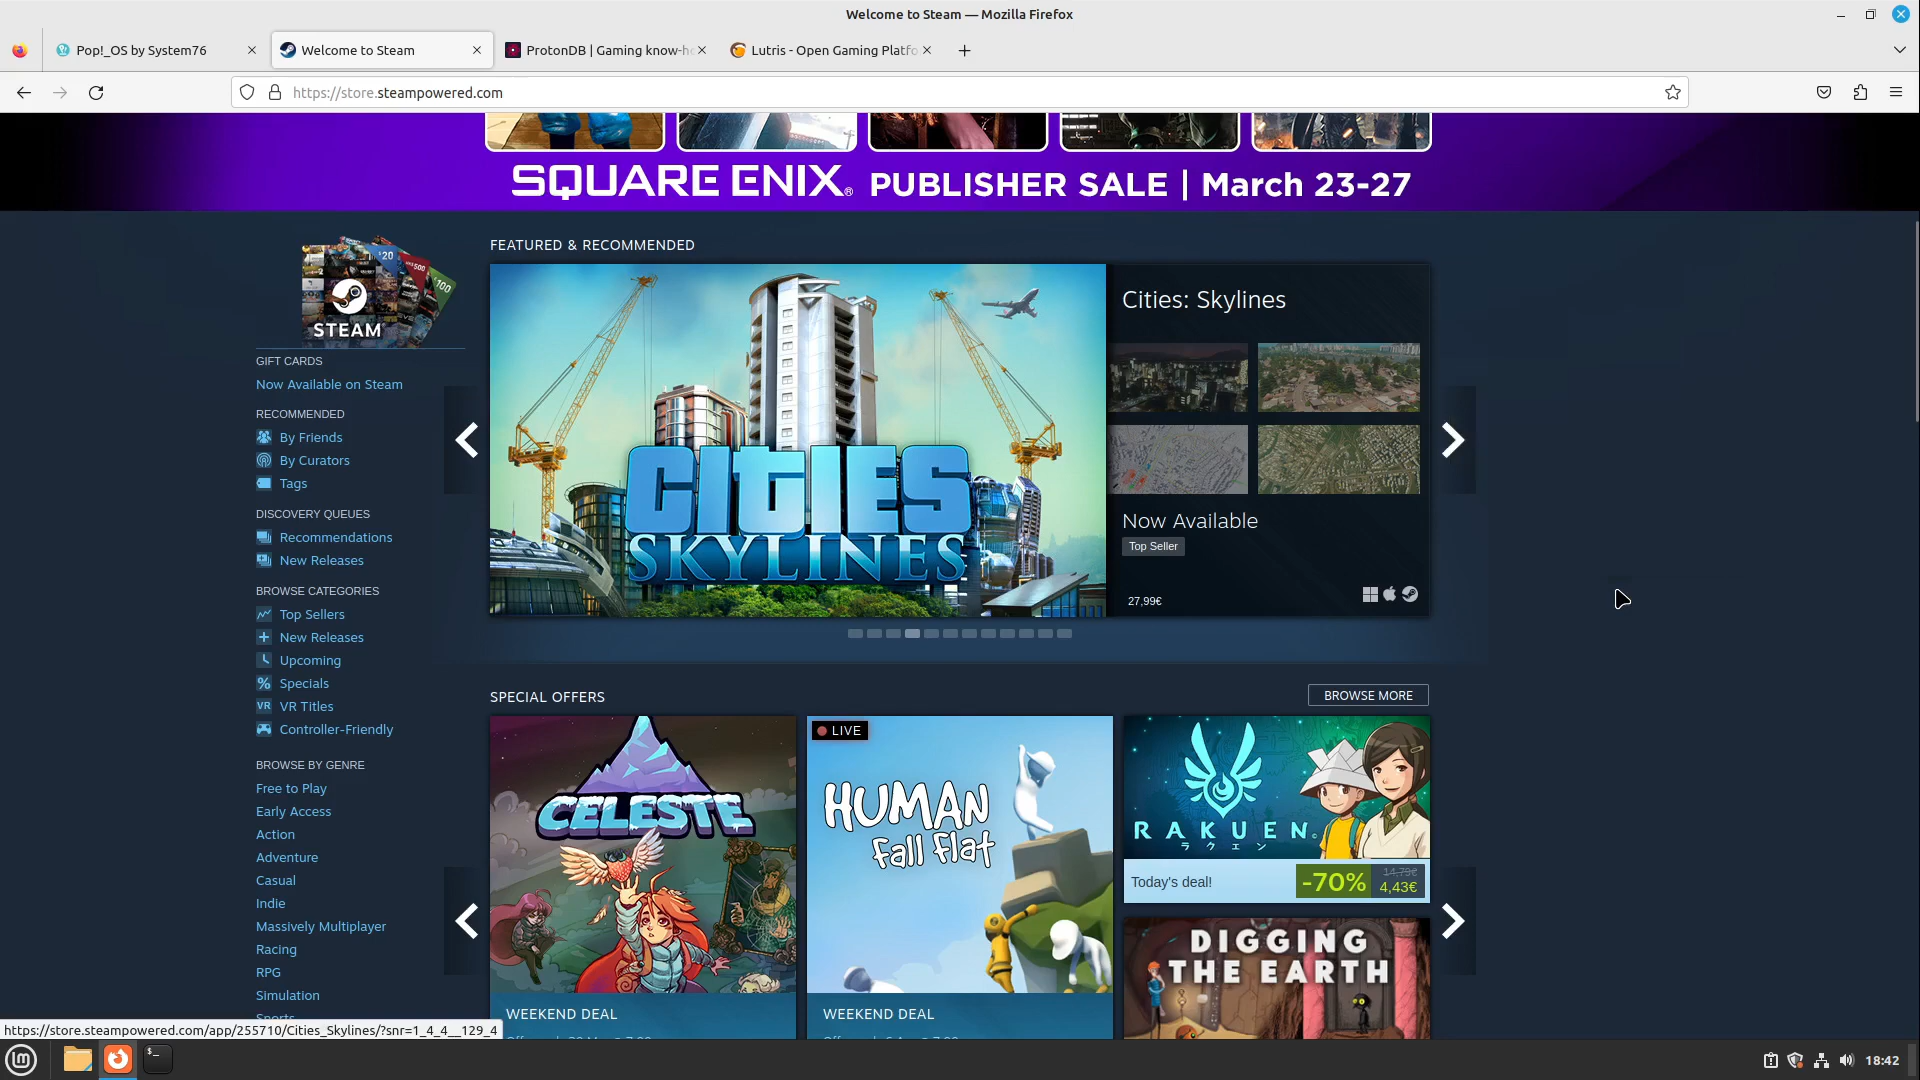 Welcome to Steam — Mozilla Firefox
Pop!_OS by System76
Welcome to Steam
ProtonDB | Gaming know-h
Lutris - Open Gaming Platfo
https://store.steampowered.com
SQUARE ENIX® PUBLISHER SALE | March 23-27
STEAM
GIFT CARDS
Now Available on Steam
RECOMMENDED
By Friends
By Curators
Tags
DISCOVERY QUEUES
Recommendations
New Releases
BROWSE CATEGORIES
Top Sellers
New Releases
Upcoming
Specials
VR VR Titles
Controller-Friendly
BROWSE BY GENRE
Free to Play
Early Access
Action
Adventure
Casual
Indie
Massively Multiplayer
Racing
RPG
Simulation
Sports
FEATURED & RECOMMENDED
CITIES
SKYLINES
Cities: Skylines
Now Available
Top Seller
27,99€
SPECIAL OFFERS
BROWSE MORE
CELESTE
WEEKEND DEAL
LIVE
HUMAN
fall flat
WEEKEND DEAL
RAKUEN
ラクエン
Today's deal!
-70%
14,79€
4,43€
DIGGING
THE EARTH
https://store.steampowered.com/app/255710/Cities_Skylines/?snr=1_4_4__129_4
18:42